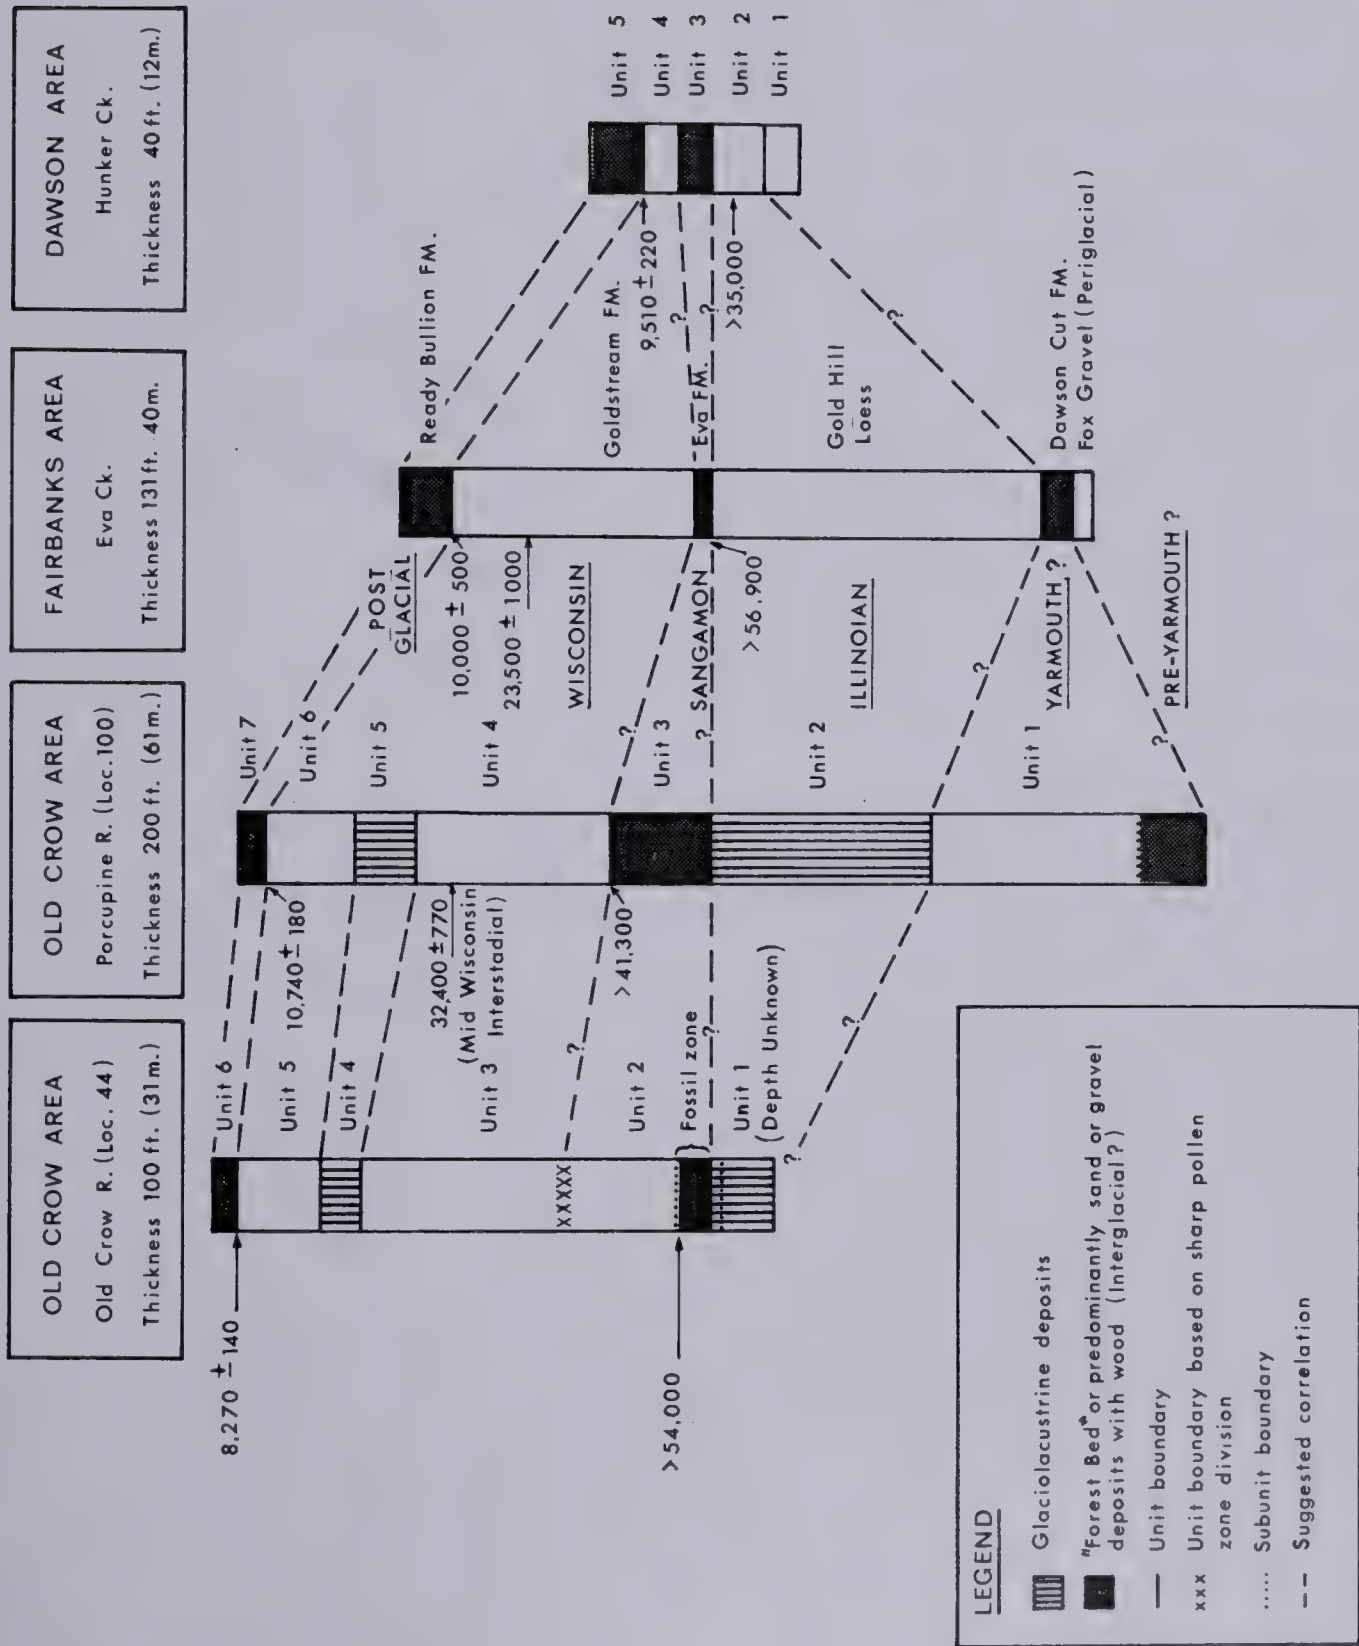 OLD CROW AREA
Old Crow R. (Loc. 44)
Thickness 100 ft. (31m.)
OLD CROW AREA
Porcupine R. (Loc.100)
Thickness 200 ft. (61m.)
FAIRBANKS AREA
Eva Ck.
Thickness 131ft. 40m.
DAWSON AREA
Hunker Ck.
Thickness 40ft. (12m.)
8,270 ± 140
>54,000
Unit 6
Unit 5
Unit 4
Unit 3
xxxxx
?
Unit 2
Fossil zone
?
Unit 1
(Depth Unknown)
?
?
10,740 ± 180
32,400 ± 770
(Mid Wisconsin
Interstadial)
>41,300
Unit 7
Unit 6
Unit 5
Unit 4
?
Unit 3
?
Unit 2
?
Unit 1
?
POST
GLACIAL
10,000 ± 500
23,500 ± 1000
WISCONSIN
SANGAMON
>56,900
ILLINOIAN
YARMOUTH ?
PRE-YARMOUTH ?
Ready Bullion FM.
Goldstream FM.
Eva FM.
Gold Hill
Loess
Dawson Cut FM.
Fox Gravel (Periglacial)
9,510 ± 220
?
?
>35,000
?
Unit 5
Unit 4
Unit 3
Unit 2
Unit 1
LEGEND
Glaciolacustrine deposits
"Forest Bed" or predominantly sand or gravel
deposits with wood (Interglacial?)
Unit boundary
xxx Unit boundary based on sharp pollen
zone division
..... Subunit boundary
-- Suggested correlation